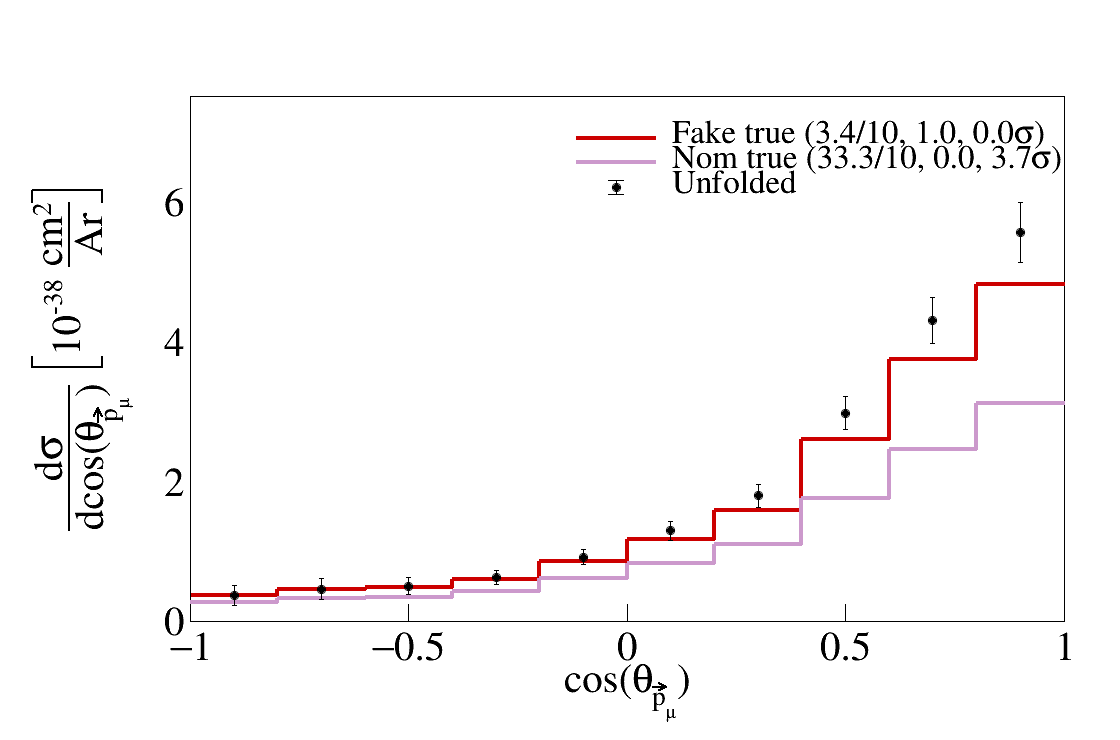 Fake true (3.4/10, 1.0, 0.0σ)
Nom true (33.3/10, 0.0, 3.7σ)
Unfolded
dσ/dcos(θ_p⃗_μ) [10^-38 cm^2/Ar]
6
4
2
0
−1 −0.5 0 0.5 1
cos(θ_p⃗_μ)